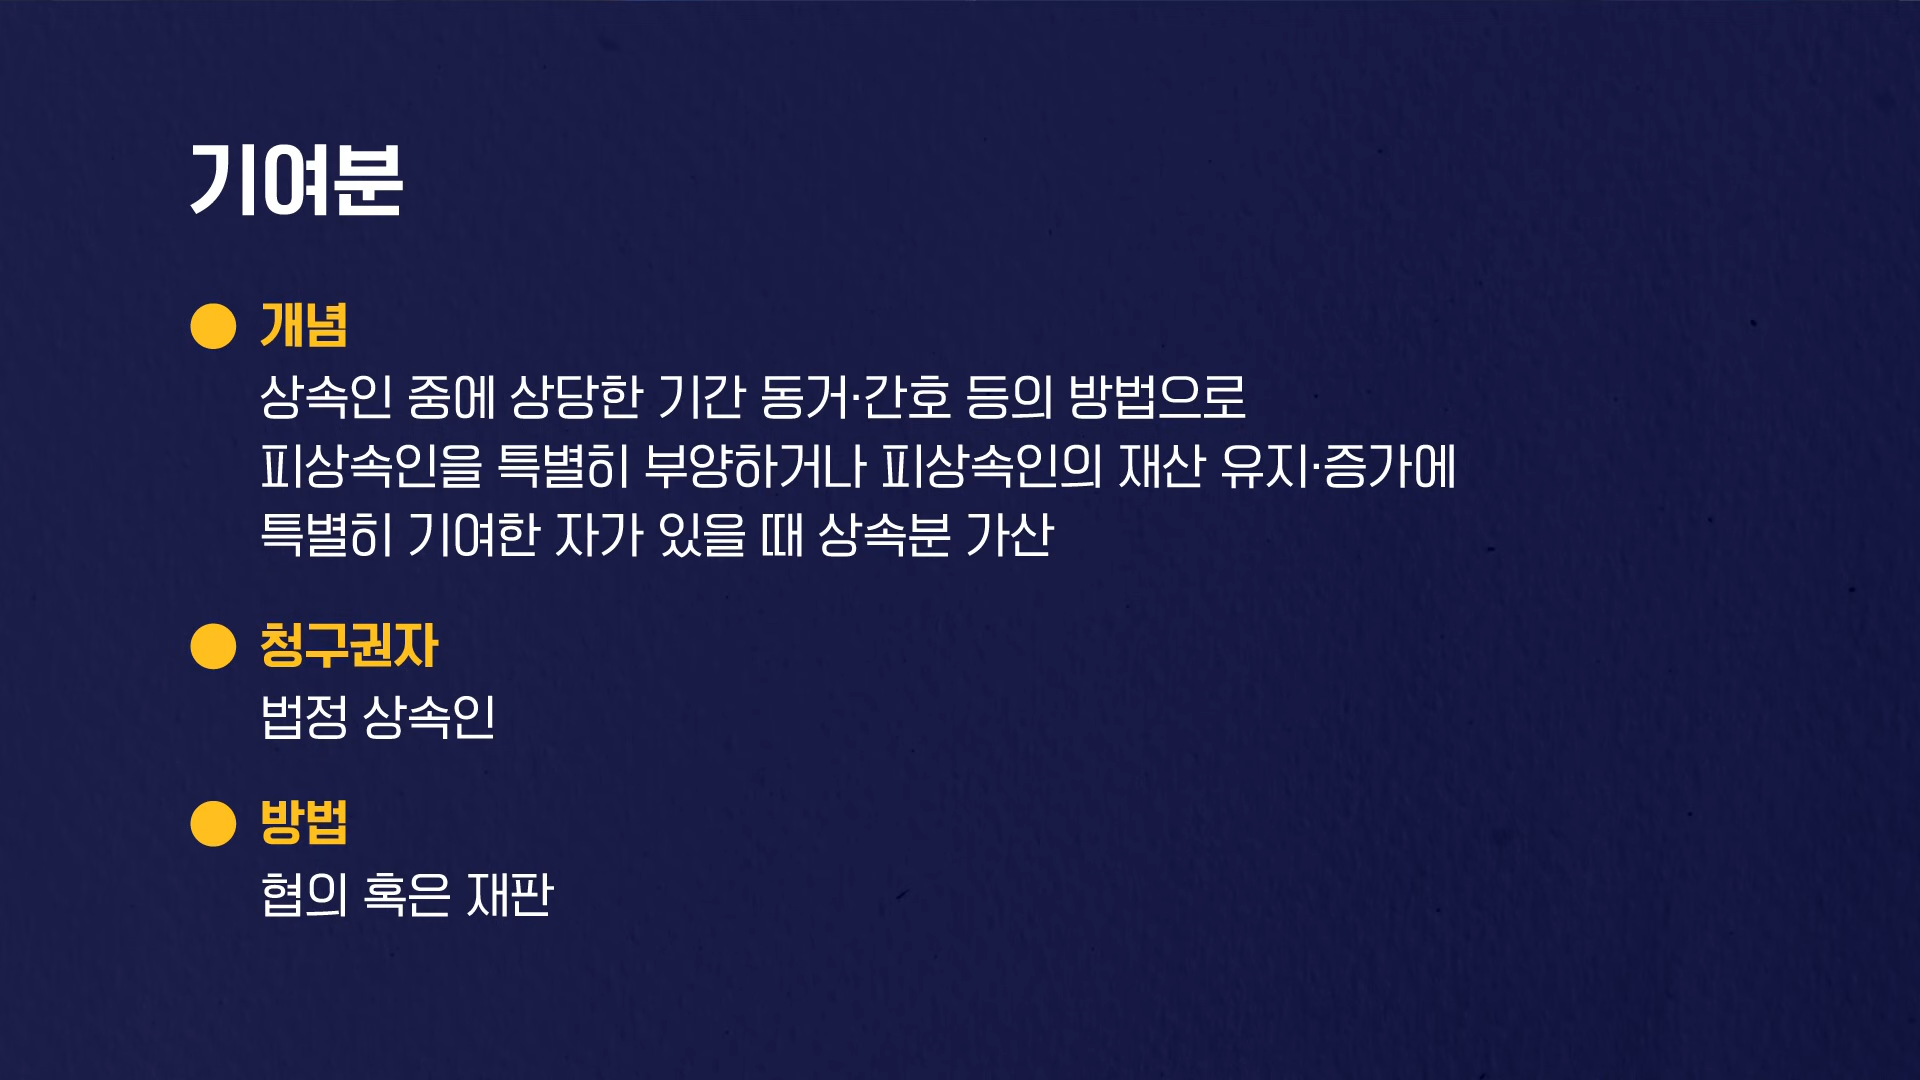 기여분
개념
상속인 중에 상당한 기간 동거·간호 등의 방법으로
피상속인을 특별히 부양하거나 피상속인의 재산 유지·증가에
특별히 기여한 자가 있을 때 상속분 가산
청구권자
법정 상속인
방법
협의 혹은 재판